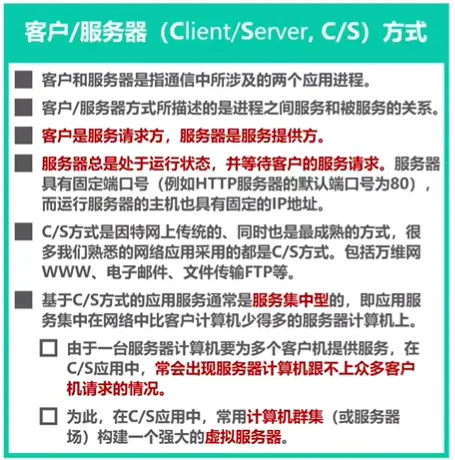 客户/服务器（Client/Server, C/S）方式
客户和服务器是指通信中所涉及的两个应用进程。
客户/服务器方式所描述的是进程之间服务和被服务的关系。
客户是服务请求方，服务器是服务提供方。
服务器总是处于运行状态，并等待客户的服务请求。服务器
具有固定端口号（例如HTTP服务器的默认端口号为80），
而运行服务器的主机也具有固定的IP地址。
C/S方式是因特网上传统的、同时也是最成熟的方式，很
多我们熟悉的网络应用采用的都是C/S方式。包括万维网
WWW、电子邮件、文件传输FTP等。
基于C/S方式的应用服务通常是服务集中型的，即应用服
务集中在网络中比客户计算机少得多的服务器计算机上。
由于一台服务器计算机要为多个客户机提供服务，在
C/S应用中，常会出现服务器计算机跟不上众多客户
机请求的情况。
为此，在C/S应用中，常用计算机群集（或服务器
场）构建一个强大的虚拟服务器。